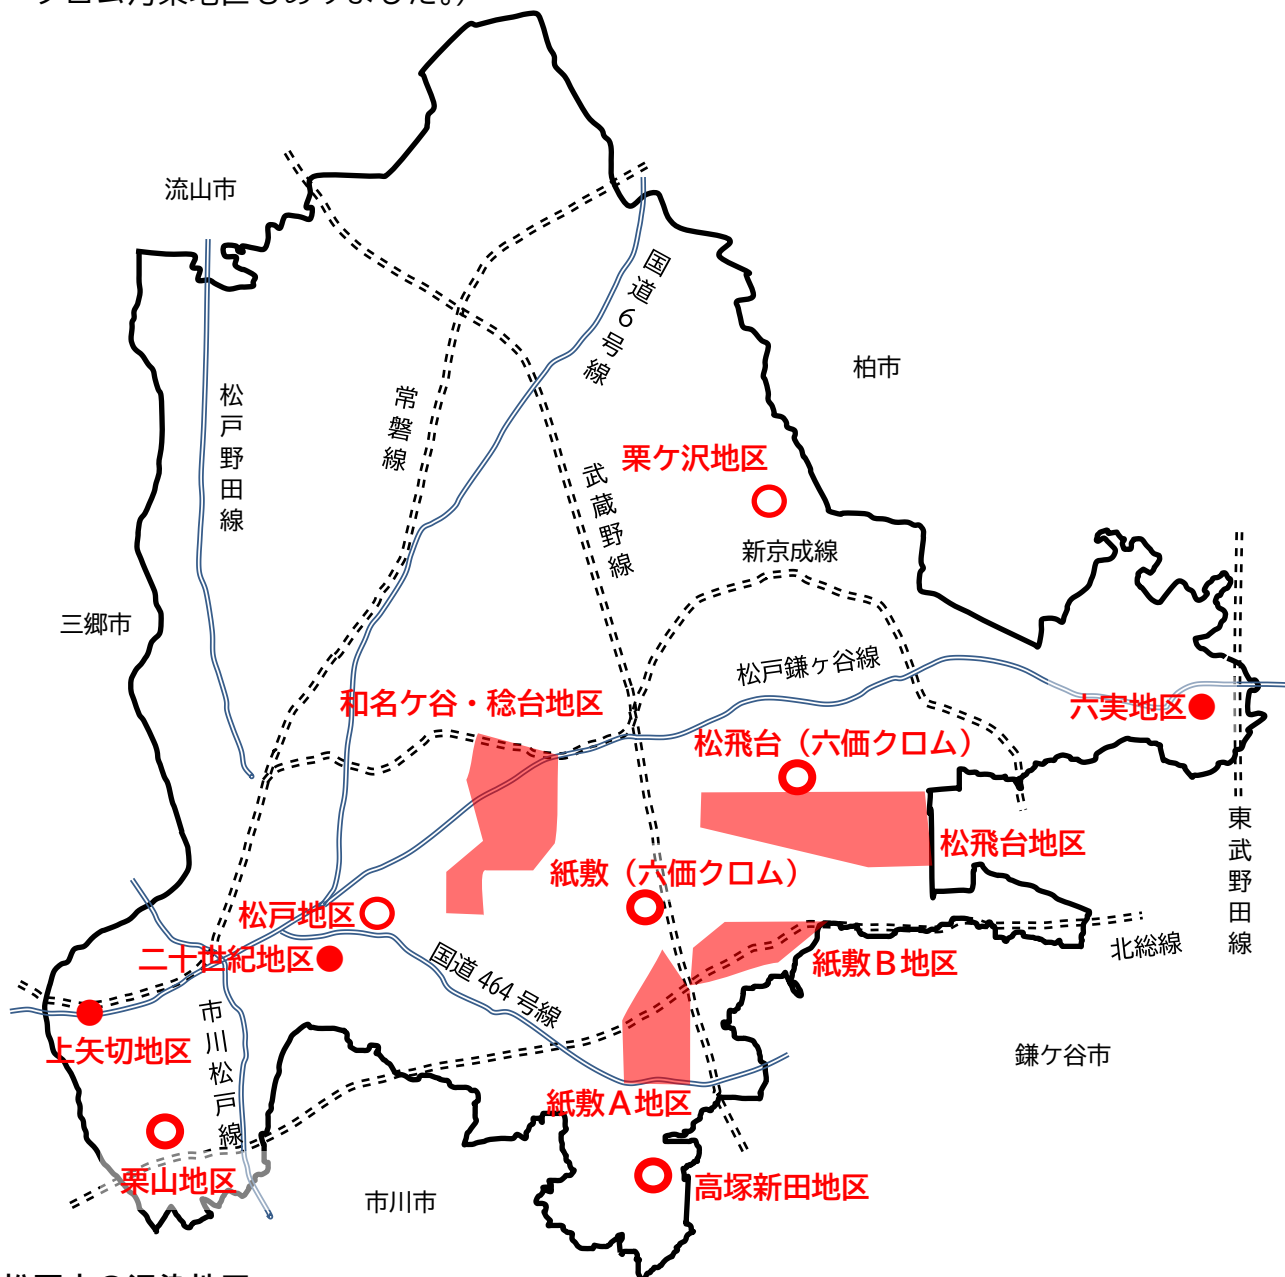 流山市
国道６号線
柏市
松戸野田線
常磐線
栗ケ沢地区
武蔵野線
新京成線
三郷市
松戸鎌ヶ谷線
和名ケ谷・稔台地区
六実地区
松飛台（六価クロム）
東武野田線
松飛台地区
紙敷（六価クロム）
松戸地区
北総線
二十世紀地区
国道 464 号線
紙敷Ｂ地区
市川松戸線
上矢切地区
鎌ケ谷市
紙敷Ａ地区
栗山地区
高塚新田地区
市川市